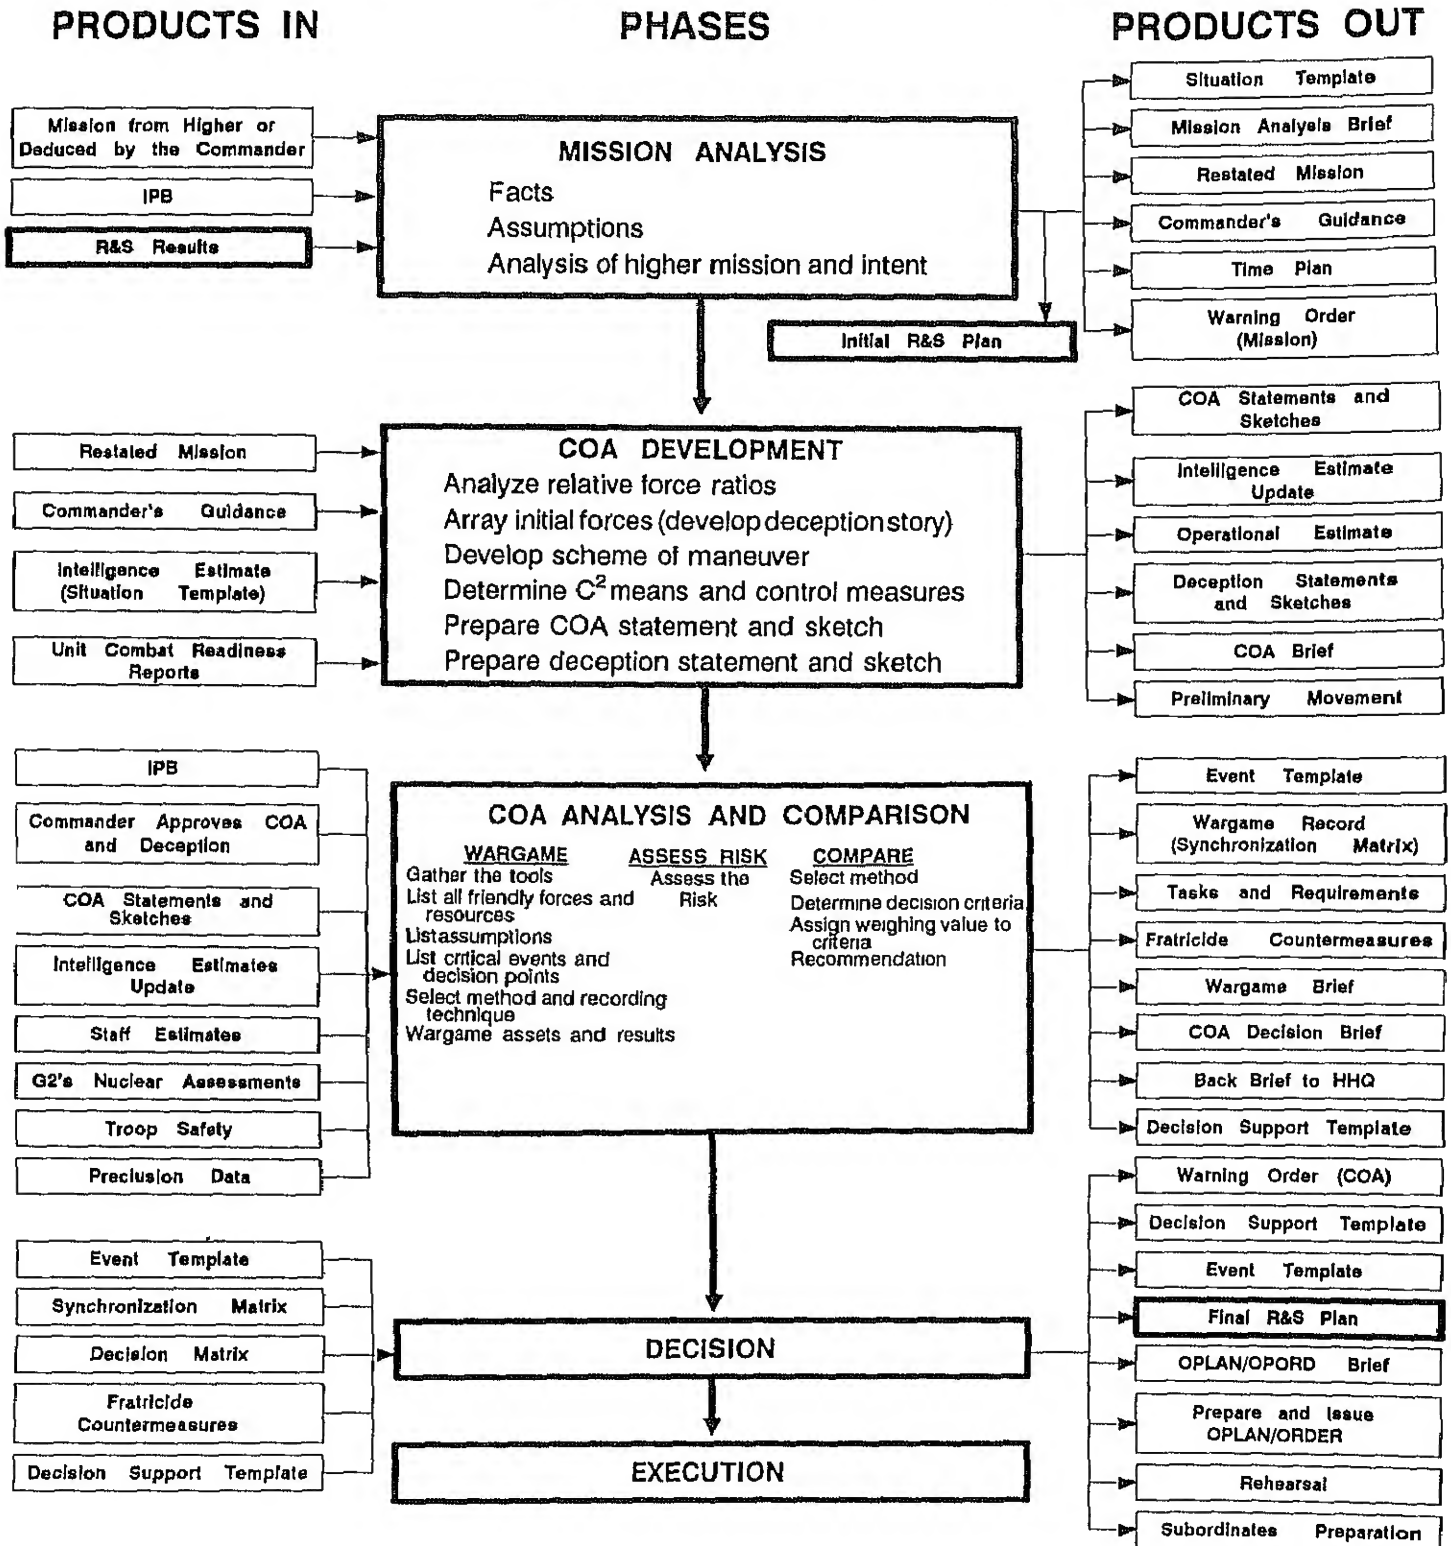 PRODUCTS IN
PHASES
PRODUCTS OUT
Mission from Higher or
Deduced by the Commander
IPB
R&S Results
MISSION ANALYSIS
Facts
Assumptions
Analysis of higher mission and intent
Initial R&S Plan
Situation Template
Mission Analysis Brief
Restated Mission
Commander's Guidance
Time Plan
Warning Order
(Mission)
Restated Mission
Commander's Guidance
Intelligence Estimate
(Situation Template)
Unit Combat Readiness
Reports
COA DEVELOPMENT
Analyze relative force ratios
Array initial forces (develop deception story)
Develop scheme of maneuver
Determine C² means and control measures
Prepare COA statement and sketch
Prepare deception statement and sketch
COA Statements and
Sketches
Intelligence Estimate
Update
Operational Estimate
Deception Statements
and Sketches
COA Brief
Preliminary Movement
IPB
Commander Approves COA
and Deception
COA Statements and
Sketches
Intelligence Estimates
Update
Staff Estimates
G2's Nuclear Assessments
Troop Safety
Preclusion Data
COA ANALYSIS AND COMPARISON
WARGAME
Gather the tools
List all friendly forces and
resources
List assumptions
List critical events and
decision points
Select method and recording
technique
Wargame assets and results
ASSESS RISK
Assess the
Risk
COMPARE
Select method
Determine decision criteria
Assign weighing value to
criteria
Recommendation
Event Template
Wargame Record
(Synchronization Matrix)
Tasks and Requirements
Fratricide Countermeasures
Wargame Brief
COA Decision Brief
Back Brief to HHQ
Decision Support Template
Event Template
Synchronization Matrix
Decision Matrix
Fratricide
Countermeasures
Decision Support Template
DECISION
EXECUTION
Warning Order (COA)
Decision Support Template
Event Template
Final R&S Plan
OPLAN/OPORD Brief
Prepare and Issue
OPLAN/ORDER
Rehearsal
Subordinates Preparation